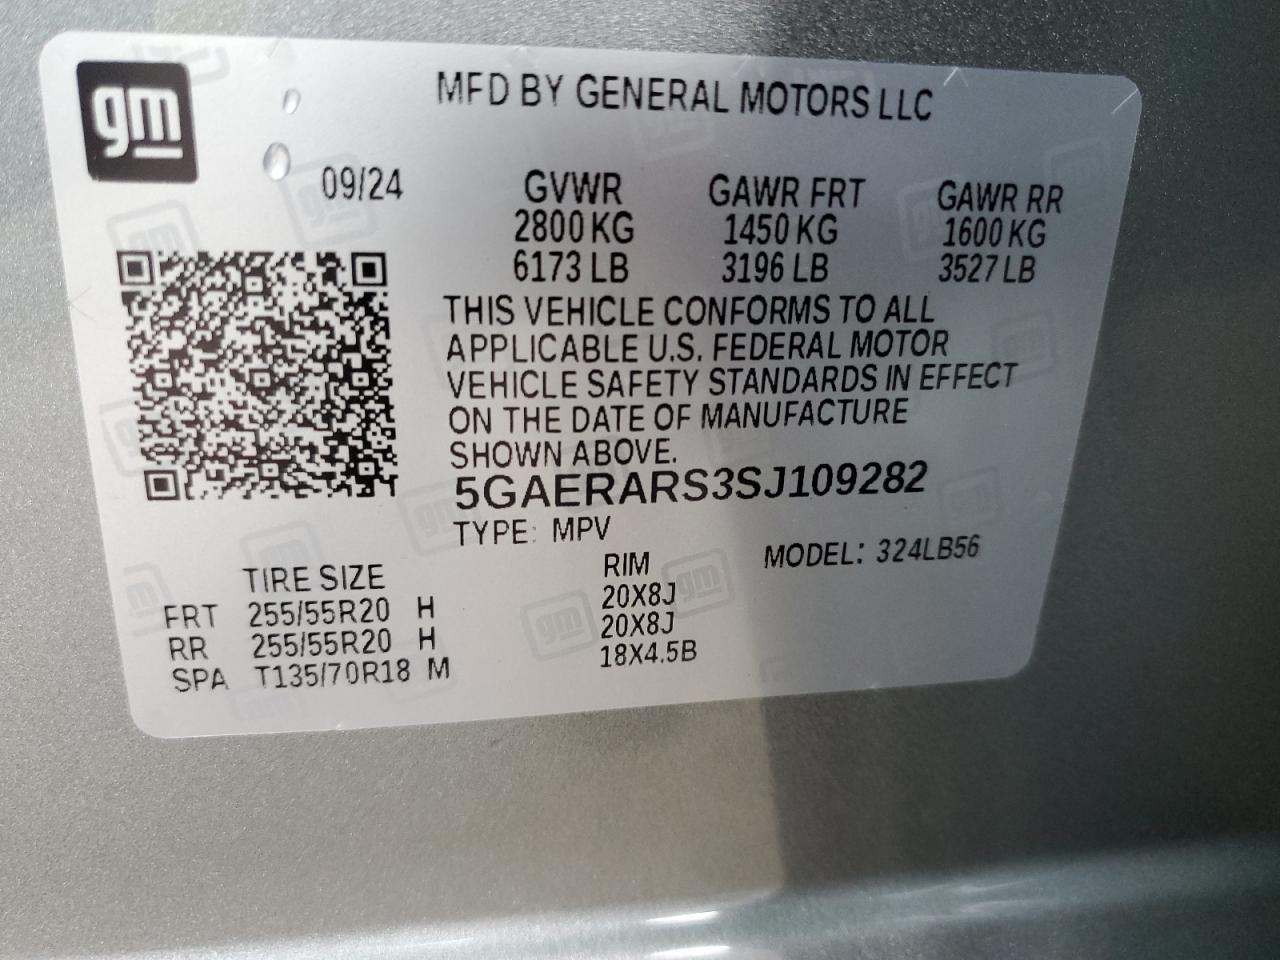 gm
MFD BY GENERAL MOTORS LLC
09/24 GVWR GAWR FRT GAWR RR
2800 KG 1450 KG 1600 KG
6173 LB 3196 LB 3527 LB
THIS VEHICLE CONFORMS TO ALL
APPLICABLE U.S. FEDERAL MOTOR
VEHICLE SAFETY STANDARDS IN EFFECT
ON THE DATE OF MANUFACTURE
SHOWN ABOVE.
5GAERARS3SJ109282
TYPE: MPV
MODEL: 324LB56
TIRE SIZE RIM
FRT 255/55R20 H 20X8J
RR 255/55R20 H 20X8J
SPA T135/70R18 M 18X4.5B